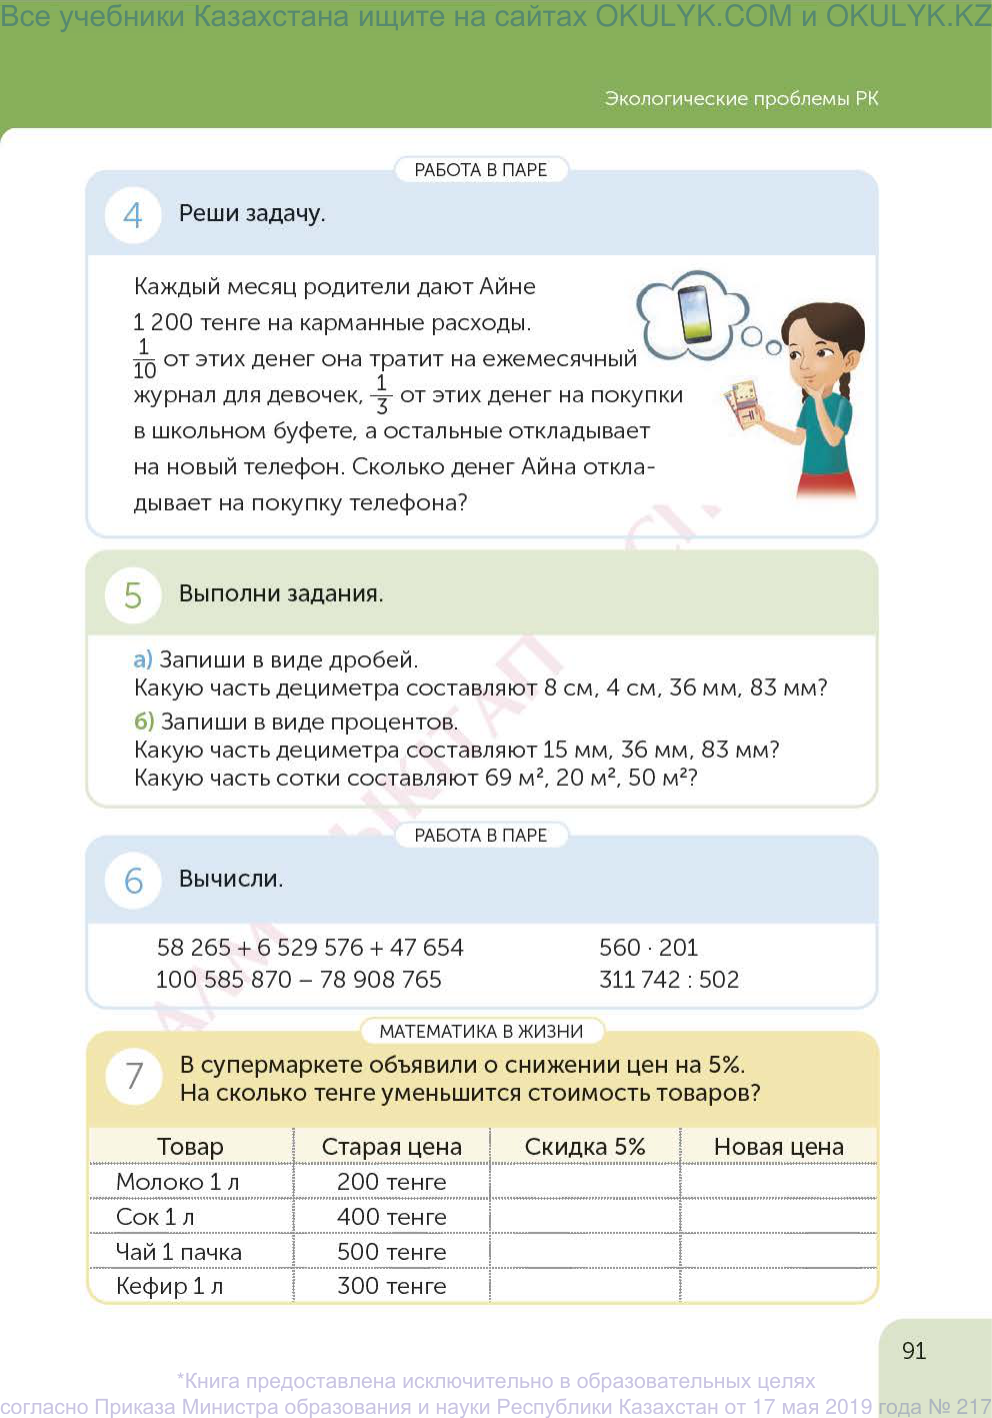 Все учебники Казахстана ищите на сайтах OKULYK.COM и OKULYK.KZ
Экологические проблемы РК
РАБОТА В ПАРЕ
4 Реши задачу.
Каждый месяц родители дают Айне
1 200 тенге на карманные расходы.
1/10 от этих денег она тратит на ежемесячный
журнал для девочек, 1/3 от этих денег на покупки
в школьном буфете, а остальные откладывает
на новый телефон. Сколько денег Айна откла-
дывает на покупку телефона?
5 Выполни задания.
а) Запиши в виде дробей.
Какую часть дециметра составляют 8 см, 4 см, 36 мм, 83 мм?
б) Запиши в виде процентов.
Какую часть дециметра составляют 15 мм, 36 мм, 83 мм?
Какую часть сотки составляют 69 м², 20 м², 50 м²?
РАБОТА В ПАРЕ
6 Вычисли.
58 265 + 6 529 576 + 47 654 560 · 201
100 585 870 – 78 908 765 311 742 : 502
МАТЕМАТИКА В ЖИЗНИ
7 В супермаркете объявили о снижении цен на 5%.
На сколько тенге уменьшится стоимость товаров?
Товар Старая цена Скидка 5% Новая цена
Молоко 1 л 200 тенге
Сок 1 л 400 тенге
Чай 1 пачка 500 тенге
Кефир 1 л 300 тенге
91
*Книга предоставлена исключительно в образовательных целях
согласно Приказа Министра образования и науки Республики Казахстан от 17 мая 2019 года № 217